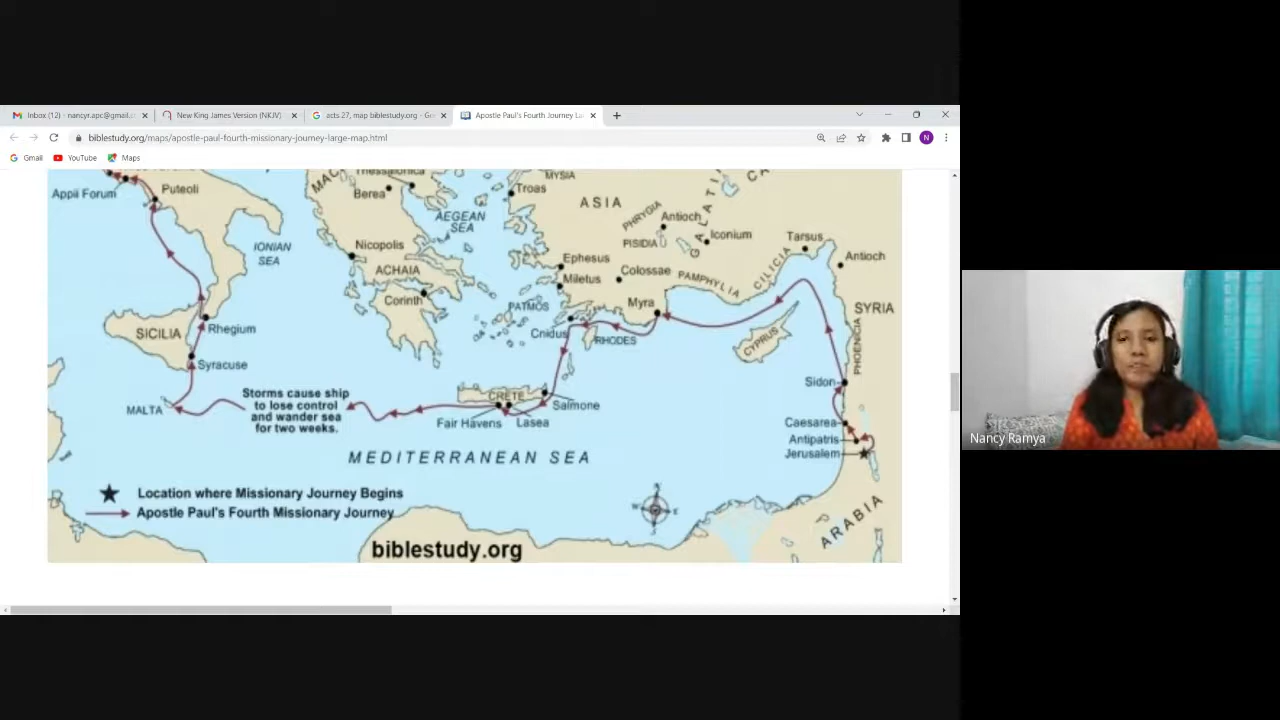 Inbox (12) - nancyr.apc@gmail.c
New King James Version (NKJV)
acts 27, map biblestudy.org - Go
Apostle Paul's Fourth Journey La
N
biblestudy.org/maps/apostle-paul-fourth-missionary-journey-large-map.html
Gmail
YouTube
Maps
Thessalonica
MYSIA
Appii Forum
Puteoli
Berea
Troas
ASIA
AEGEAN
SEA
PHRYGIA
Antioch
Iconium
PISIDIA
Tarsus
Antioch
IONIAN
SEA
Nicopolis
ACHAIA
Ephesus
Miletus
Colossae
PAMPHYLIA
CILICIA
Corinth
PATMOS
Myra
SYRIA
SICILIA
Rhegium
Cnidus
RHODES
CYPRUS
PHOENICIA
Syracuse
Sidon
Storms cause ship
to lose control
and wander sea
for two weeks.
MALTA
CRETE
Salmone
Fair Havens
Lasea
Caesarea
Antipatris
Jerusalem
MEDITERRANEAN SEA
Location where Missionary Journey Begins
Apostle Paul's Fourth Missionary Journey
N
W
E
S
ARABIA
biblestudy.org
Nancy Ramya